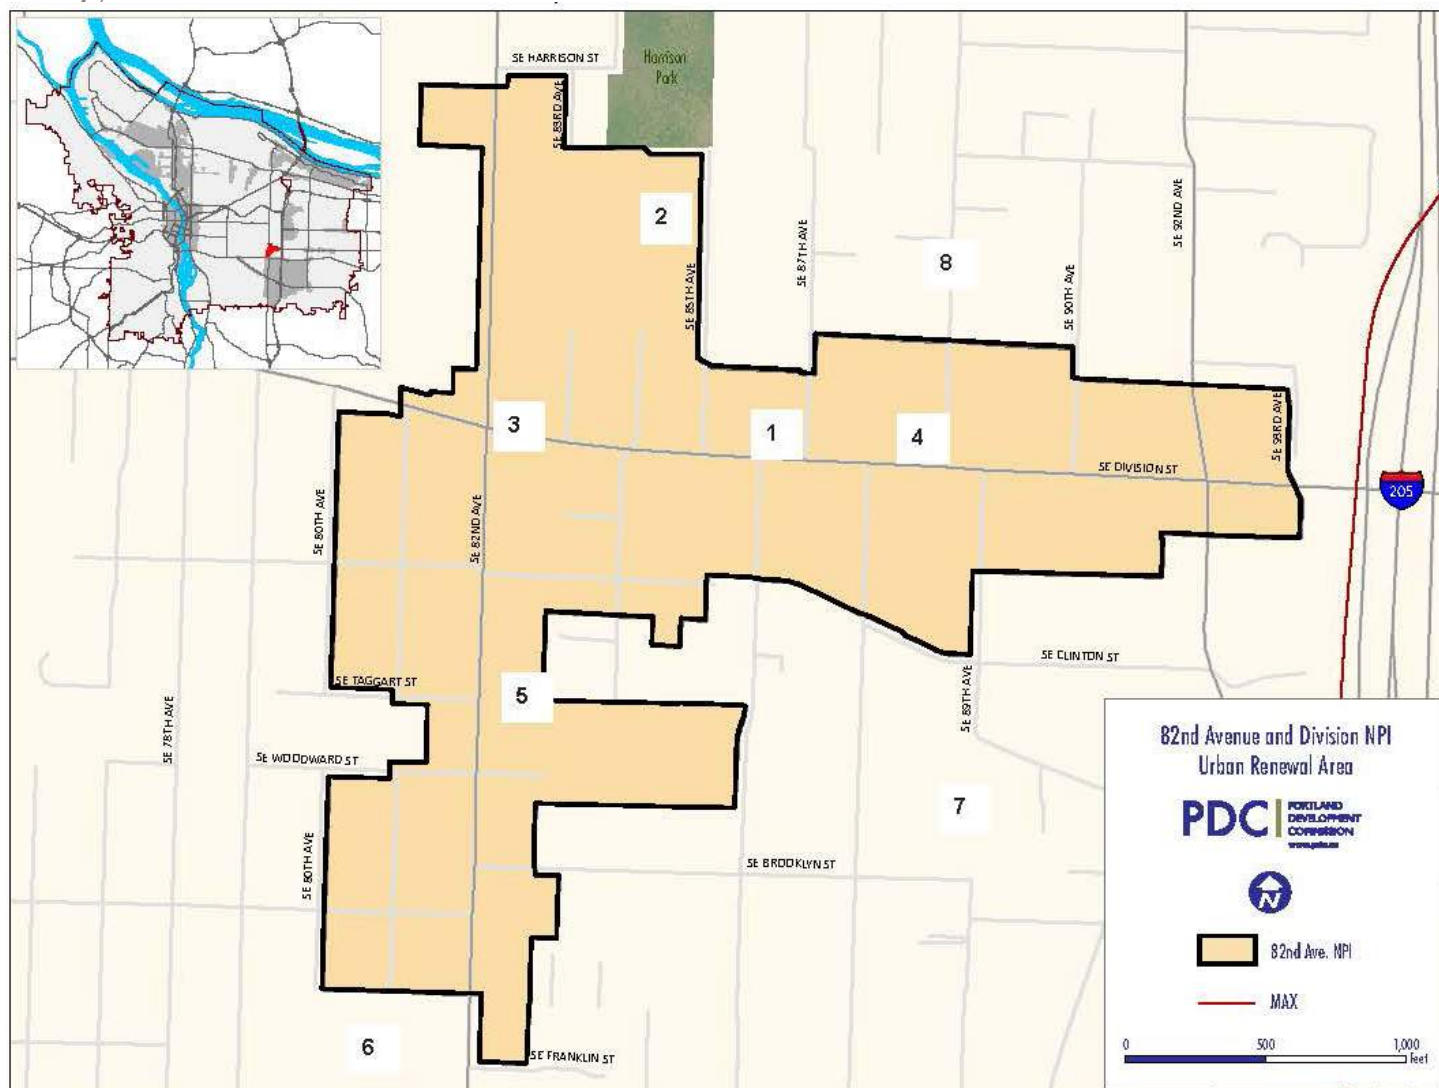 SE HARRISON ST
Harrison
Park
SE 83RD AVE
2
SE 85TH AVE
SE 87TH AVE
8
SE 90TH AVE
SE 92ND AVE
3
1
4
SE 93RD AVE
SE DIVISION ST
205
SE 80TH AVE
SE 82ND AVE
SE TAGGART ST
5
SE CLINTON ST
SE 89TH AVE
SE 78TH AVE
SE WOODWARD ST
7
SE 80TH AVE
SE BROOKLYN ST
6
SE FRANKLIN ST
82nd Avenue and Division NPI
Urban Renewal Area
PDC
PORTLAND
DEVELOPMENT
COMMISSION
N
82nd Ave. NPI
MAX
0 500 1,000
Feet